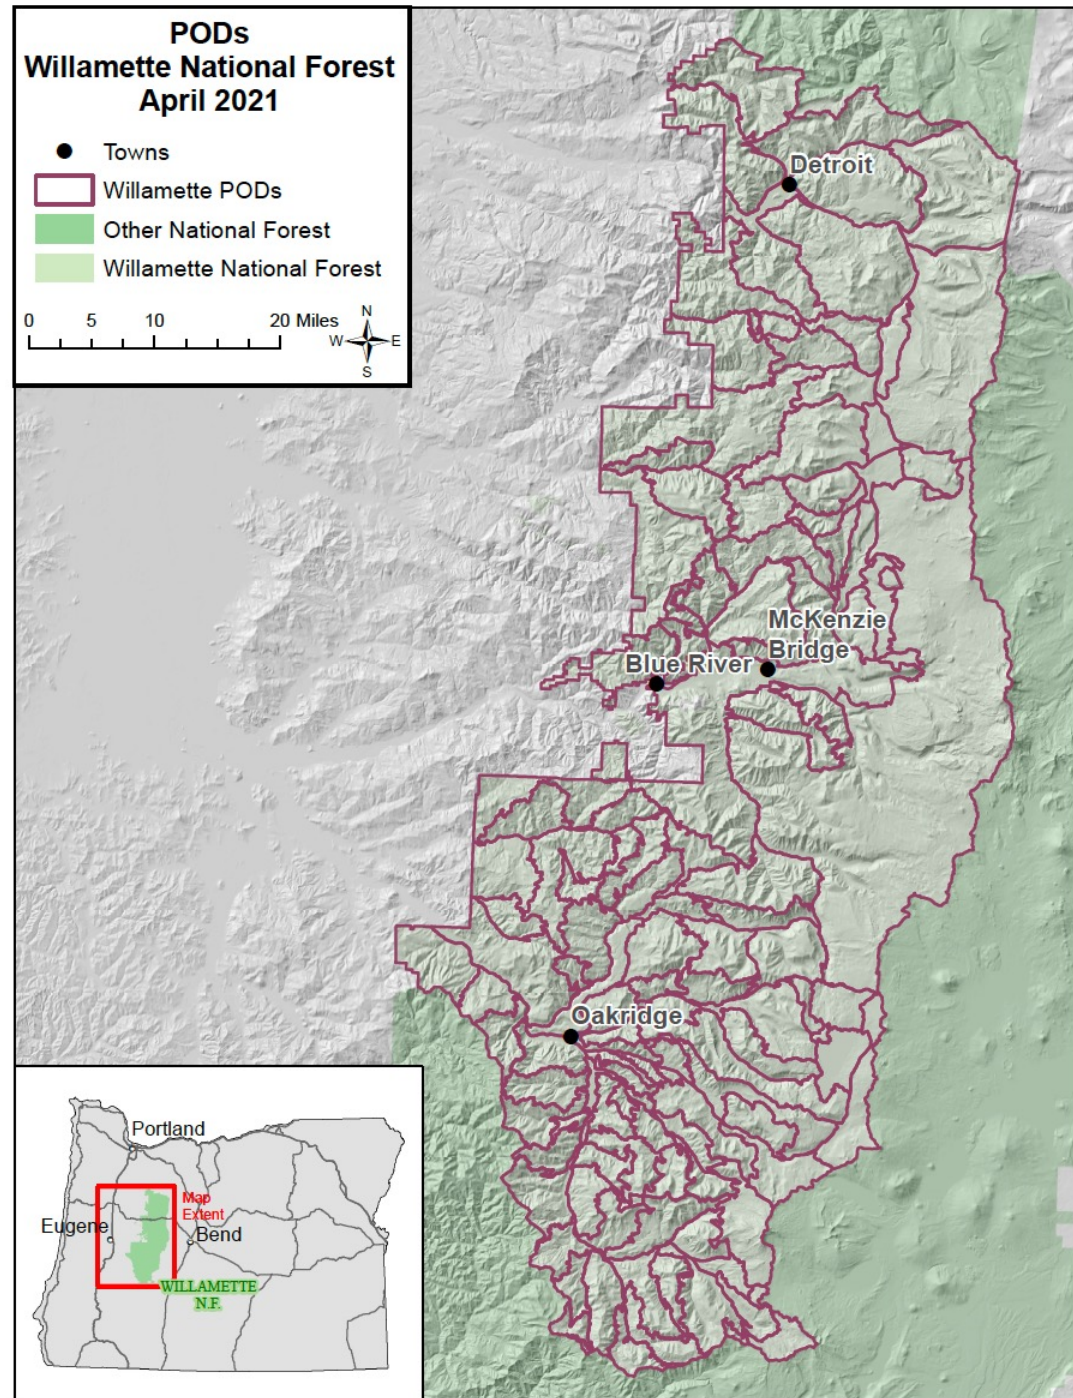 PODs
Willamette National Forest
April 2021
Towns
Willamette PODs
Other National Forest
Willamette National Forest
0 5 10 20 Miles
N
W E
S
Detroit
McKenzie
Bridge
Blue River
Oakridge
Portland
Map
Extent
Eugene
Bend
WILLAMETTE
N.F.